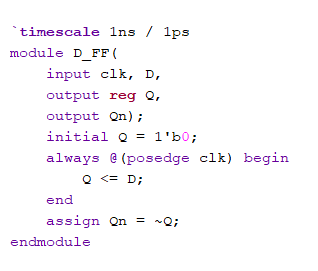 `timescale 1ns / 1ps
module D_FF(
    input clk, D,
    output reg Q,
    output Qn);
    initial Q = 1'b0;
    always @(posedge clk) begin
        Q <= D;
    end
    assign Qn = ~Q;
endmodule